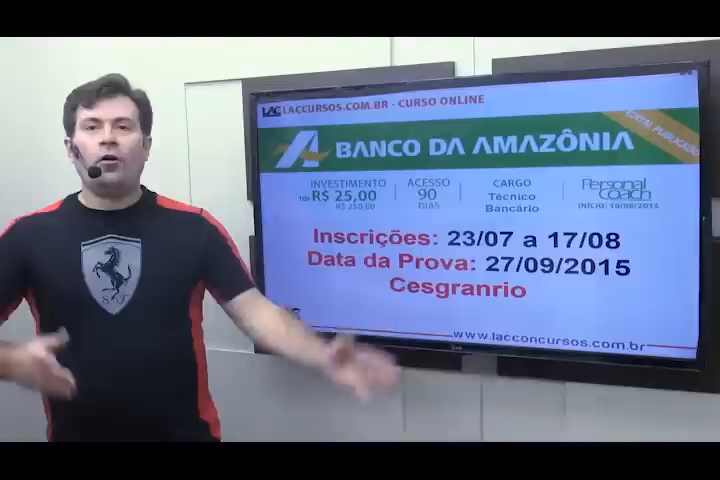 LAC LACCURSOS.COM.BR - CURSO ONLINE
BANCO DA AMAZÔNIA
EDITAL PUBLICADO
INVESTIMENTO
10x R$ 25,00
R$ 250,00
ACESSO
90
DIAS
CARGO
Técnico
Bancário
Personal
Coach
INÍCIO: 10/08/2015
Inscrições: 23/07 a 17/08
Data da Prova: 27/09/2015
Cesgranrio
www.lacconcursos.com.br
S F